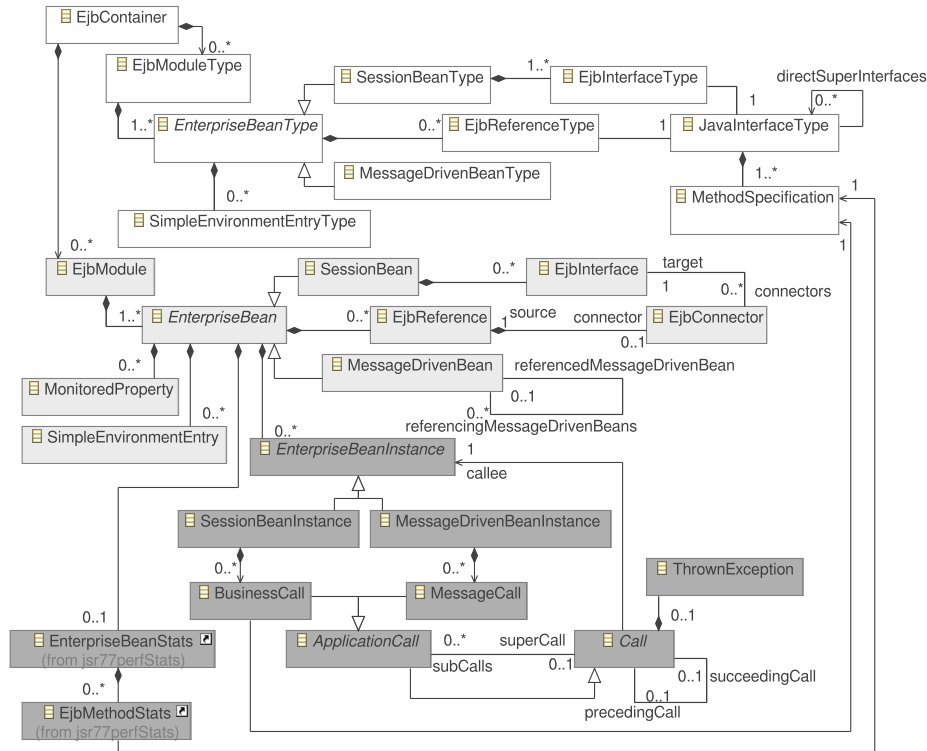 EjbContainer
0..*
EjbModuleType
SessionBeanType
1..*
EjbInterfaceType
directSuperInterfaces
1
0..*
1..*
EnterpriseBeanType
0..*
EjbReferenceType
1
JavaInterfaceType
MessageDrivenBeanType
1..*
0..*
MethodSpecification
1
SimpleEnvironmentEntryType
0..*
1
EjbModule
SessionBean
0..*
EjbInterface
target
1
0..*
connectors
1..*
EnterpriseBean
0..*
EjbReference
1
source
connector
0..1
EjbConnector
0..*
MessageDrivenBean
referencedMessageDrivenBean
MonitoredProperty
0..1
0..*
0..*
referencingMessageDrivenBeans
SimpleEnvironmentEntry
0..*
EnterpriseBeanInstance
1
callee
SessionBeanInstance
MessageDrivenBeanInstance
0..*
0..*
ThrownException
BusinessCall
MessageCall
0..1
0..1
EnterpriseBeanStats
(from jsr77perfStats)
ApplicationCall
0..*
superCall
Call
subCalls
0..1
0..1
succeedingCall
0..*
0..1
precedingCall
EjbMethodStats
(from jsr77perfStats)